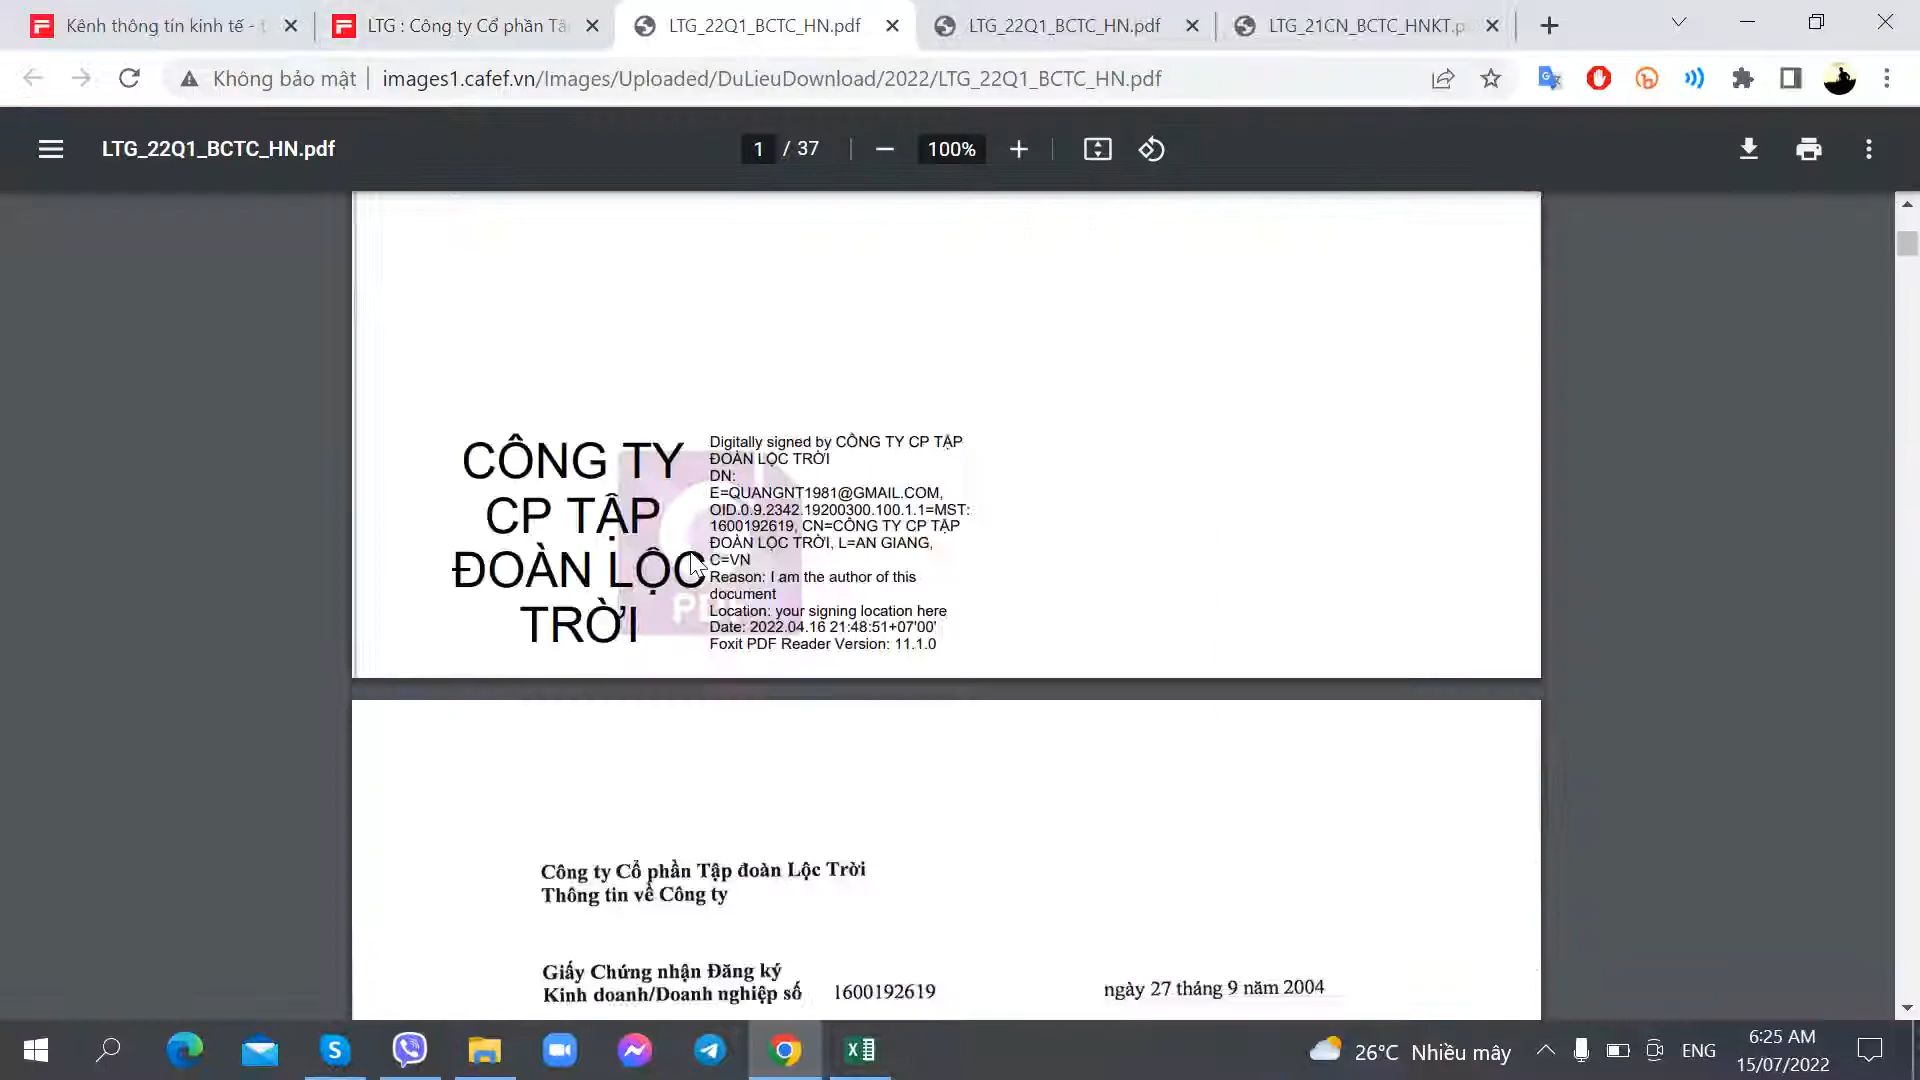 Kênh thông tin kinh tế - t
LTG : Công ty Cổ phần Tậ
LTG_22Q1_BCTC_HN.pdf
LTG_22Q1_BCTC_HN.pdf
LTG_21CN_BCTC_HNKT.p
Không bảo mật
images1.cafef.vn/Images/Uploaded/DuLieuDownload/2022/LTG_22Q1_BCTC_HN.pdf
LTG_22Q1_BCTC_HN.pdf
1 / 37
100%
CÔNG TY
CP TẬP
ĐOÀN LỘC
TRỜI
Digitally signed by CÔNG TY CP TẬP
ĐOÀN LỘC TRỜI
DN:
E=QUANGNT1981@GMAIL.COM,
OID.0.9.2342.19200300.100.1.1=MST:
1600192619, CN=CÔNG TY CP TẬP
ĐOÀN LỘC TRỜI, L=AN GIANG,
C=VN
Reason: I am the author of this
document
Location: your signing location here
Date: 2022.04.16 21:48:51+07'00'
Foxit PDF Reader Version: 11.1.0
Công ty Cổ phần Tập đoàn Lộc Trời
Thông tin về Công ty
Giấy Chứng nhận Đăng ký
Kinh doanh/Doanh nghiệp số 1600192619 ngày 27 tháng 9 năm 2004
26°C Nhiều mây
ENG
6:25 AM
15/07/2022